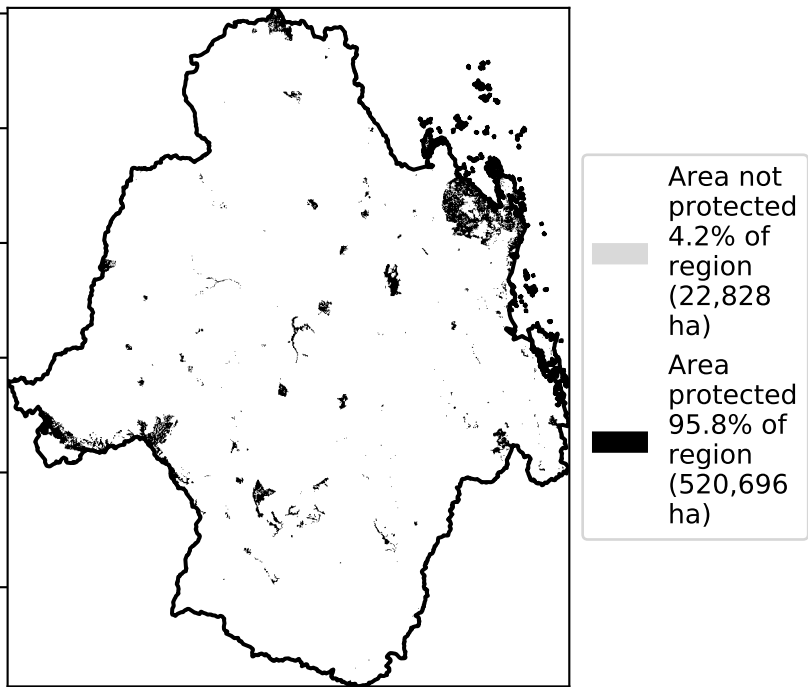 Area not
protected
4.2% of
region
(22,828
ha)
Area
protected
95.8% of
region
(520,696
ha)